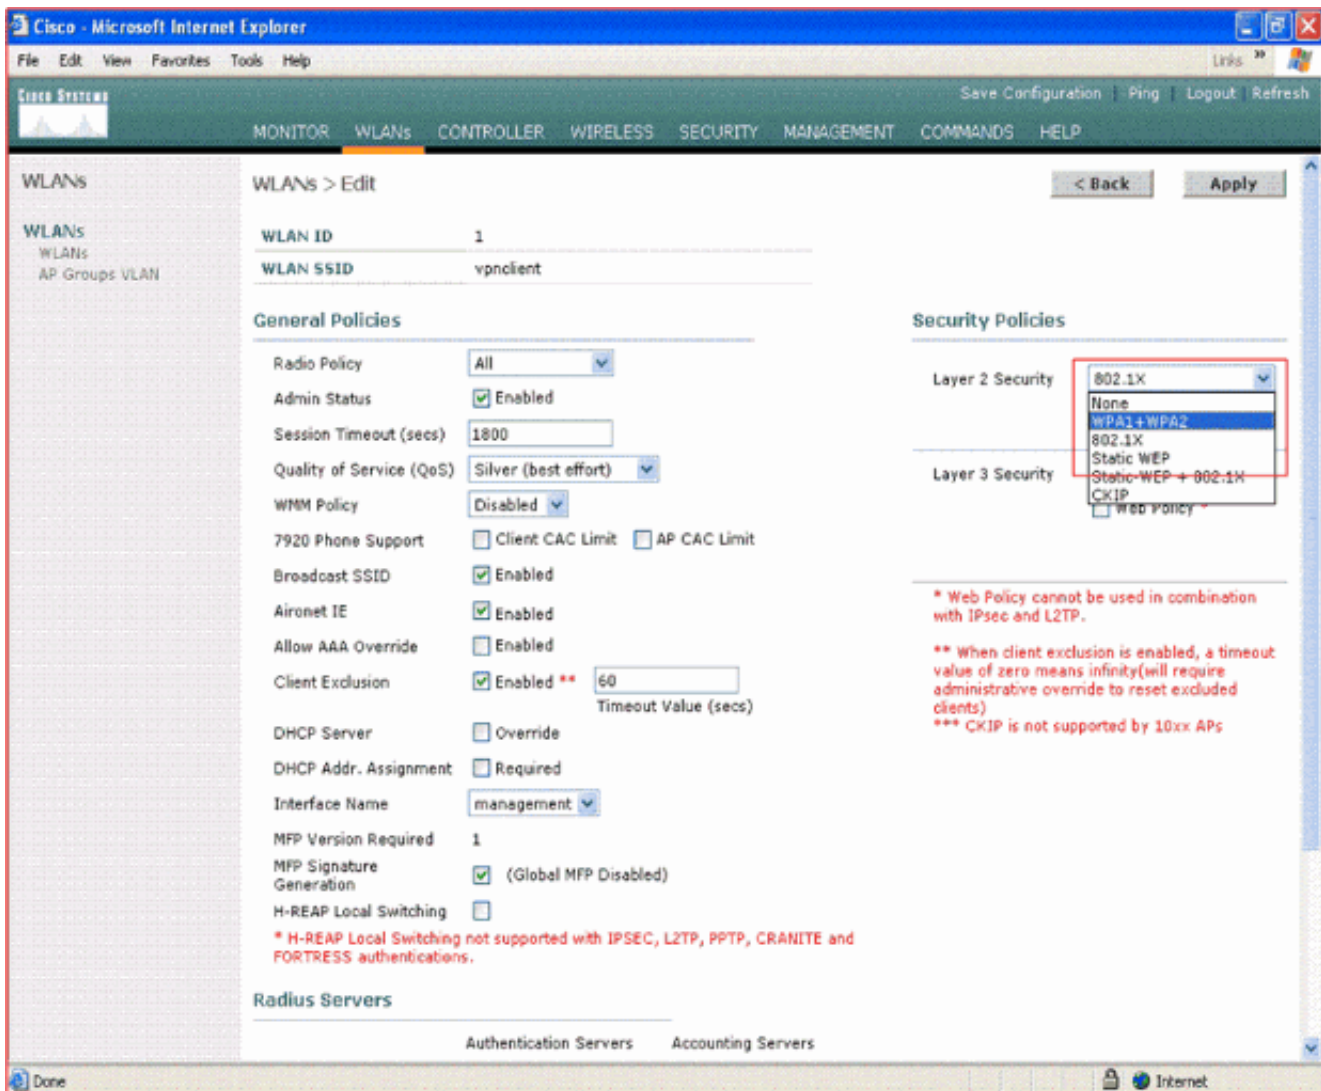 Cisco - Microsoft Internet Explorer
File Edit View Favorites Tools Help Links »
CISCO SYSTEMS
Save Configuration | Ping | Logout | Refresh
MONITOR WLANs CONTROLLER WIRELESS SECURITY MANAGEMENT COMMANDS HELP
WLANs
WLANs
WLANs
AP Groups VLAN
WLANs > Edit
< Back Apply
WLAN ID 1
WLAN SSID vpnclient
General Policies
Radio Policy All
Admin Status Enabled
Session Timeout (secs) 1800
Quality of Service (QoS) Silver (best effort)
WMM Policy Disabled
7920 Phone Support Client CAC Limit AP CAC Limit
Broadcast SSID Enabled
Aironet IE Enabled
Allow AAA Override Enabled
Client Exclusion Enabled ** 60
Timeout Value (secs)
DHCP Server Override
DHCP Addr. Assignment Required
Interface Name management
MFP Version Required 1
MFP Signature
Generation (Global MFP Disabled)
H-REAP Local Switching
* H-REAP Local Switching not supported with IPSEC, L2TP, PPTP, CRANITE and
FORTRESS authentications.
Radius Servers
Authentication Servers Accounting Servers
Security Policies
Layer 2 Security 802.1X
None
WPA1+WPA2
802.1X
Static WEP
Layer 3 Security
Static-WEP + 802.1X
CKIP
Web Policy *
* Web Policy cannot be used in combination
with IPsec and L2TP.
** When client exclusion is enabled, a timeout
value of zero means infinity(will require
administrative override to reset excluded
clients)
*** CKIP is not supported by 10xx APs
Done Internet